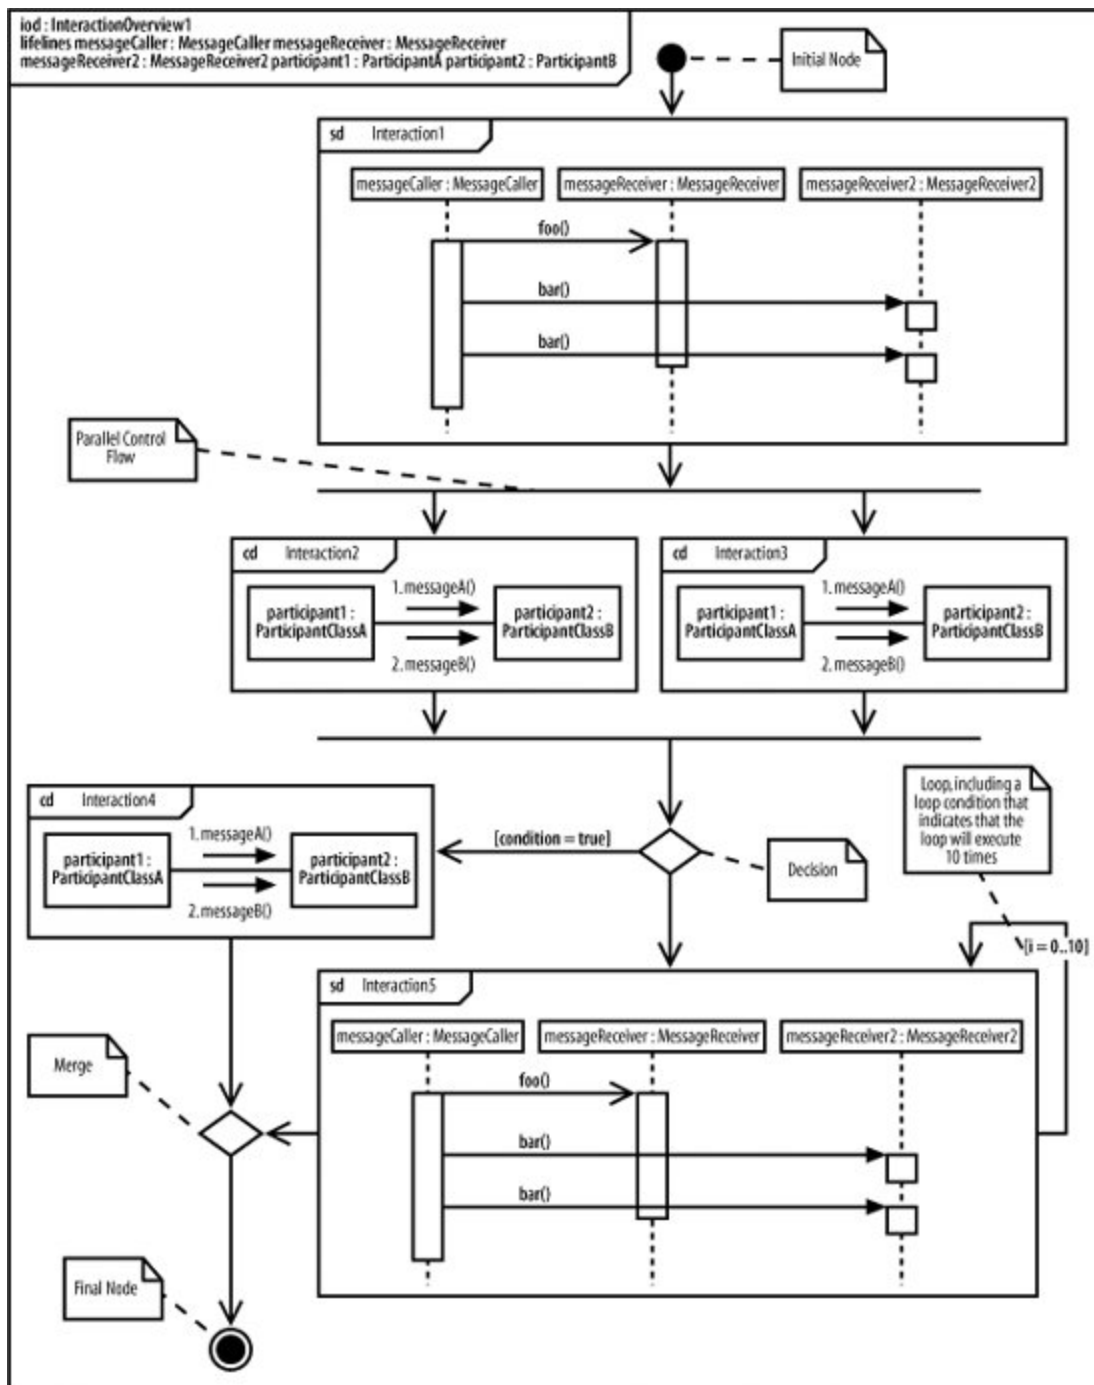 iod : InteractionOverview1
lifelines messageCaller : MessageCaller messageReceiver : MessageReceiver
messageReceiver2 : MessageReceiver2 participant1 : ParticipantA participant2 : ParticipantB
Initial Node
sd Interaction1
messageCaller : MessageCaller
messageReceiver : MessageReceiver
messageReceiver2 : MessageReceiver2
foo()
bar()
bar()
Parallel Control
Flow
cd Interaction2
1. messageA()
participant1 :
ParticipantClassA
participant2 :
ParticipantClassB
2. messageB()
cd Interaction3
1. messageA()
participant1 :
ParticipantClassA
participant2 :
ParticipantClassB
2. messageB()
Loop, including a
loop condition that
indicates that the
loop will execute
10 times
cd Interaction4
1. messageA()
participant1 :
ParticipantClassA
participant2 :
ParticipantClassB
2. messageB()
[condition = true]
Decision
[i = 0..10]
sd Interaction5
messageCaller : MessageCaller
messageReceiver : MessageReceiver
messageReceiver2 : MessageReceiver2
foo()
bar()
bar()
Merge
Final Node